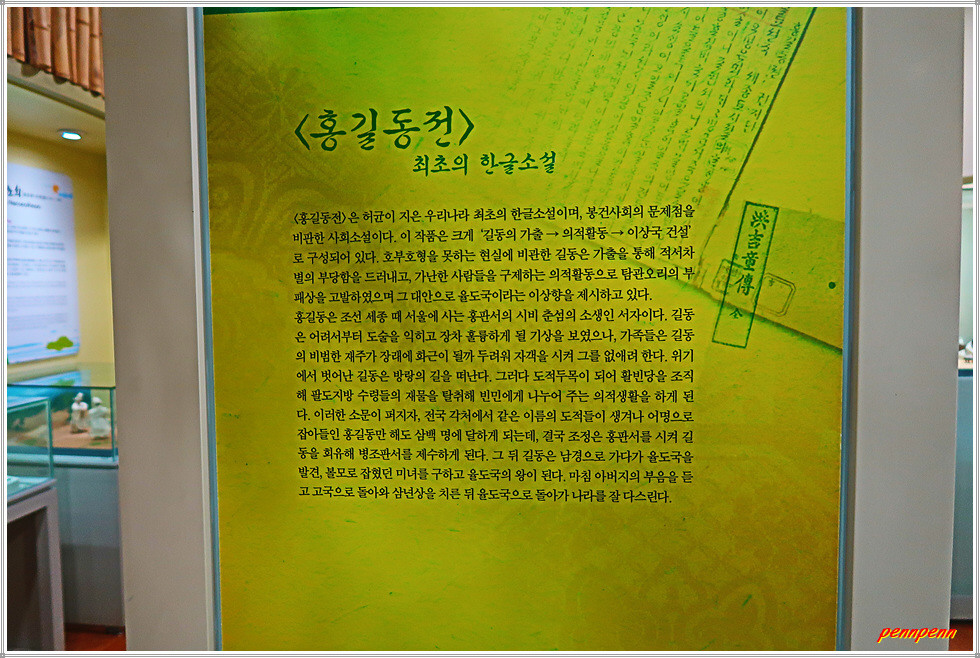 〈홍길동전〉
최초의 한글소설
〈홍길동전〉은 허균이 지은 우리나라 최초의 한글소설이며, 봉건사회의 문제점을
비판한 사회소설이다. 이 작품은 크게 ‘길동의 가출 → 의적활동 → 이상국 건설’
로 구성되어 있다. 호부호형을 못하는 현실에 비관한 길동은 가출을 통해 적서차
별의 부당함을 드러내고, 가난한 사람들을 구제하는 의적활동으로 탐관오리의 부
패상을 고발하였으며 그 대안으로 율도국이라는 이상향을 제시하고 있다.
홍길동은 조선 세종 때 서울에 사는 홍판서의 시비 춘섬의 소생인 서자이다. 길동
은 어려서부터 도술을 익히고 장차 훌륭하게 될 기상을 보였으나, 가족들은 길동
의 비범한 재주가 장래에 화근이 될까 두려워 자객을 시켜 그를 없애려 한다. 위기
에서 벗어난 길동은 방랑의 길을 떠난다. 그러다 도적두목이 되어 활빈당을 조직
해 팔도지방 수령들의 재물을 탈취해 빈민에게 나누어 주는 의적생활을 하게 된
다. 이러한 소문이 퍼지자, 전국 각처에서 같은 이름의 도적들이 생겨나 어명으로
잡아들인 홍길동만 해도 삼백 명에 달하게 되는데, 결국 조정은 홍판서를 시켜 길
동을 회유해 병조판서를 제수하게 된다. 그 뒤 길동은 남경으로 가다가 율도국을
발견, 볼모로 잡혔던 미녀를 구하고 율도국의 왕이 된다. 마침 아버지의 부음을 듣
고 고국으로 돌아와 삼년상을 치른 뒤 율도국으로 돌아가 나라를 잘 다스린다.
洪吉童傳
pennpenn